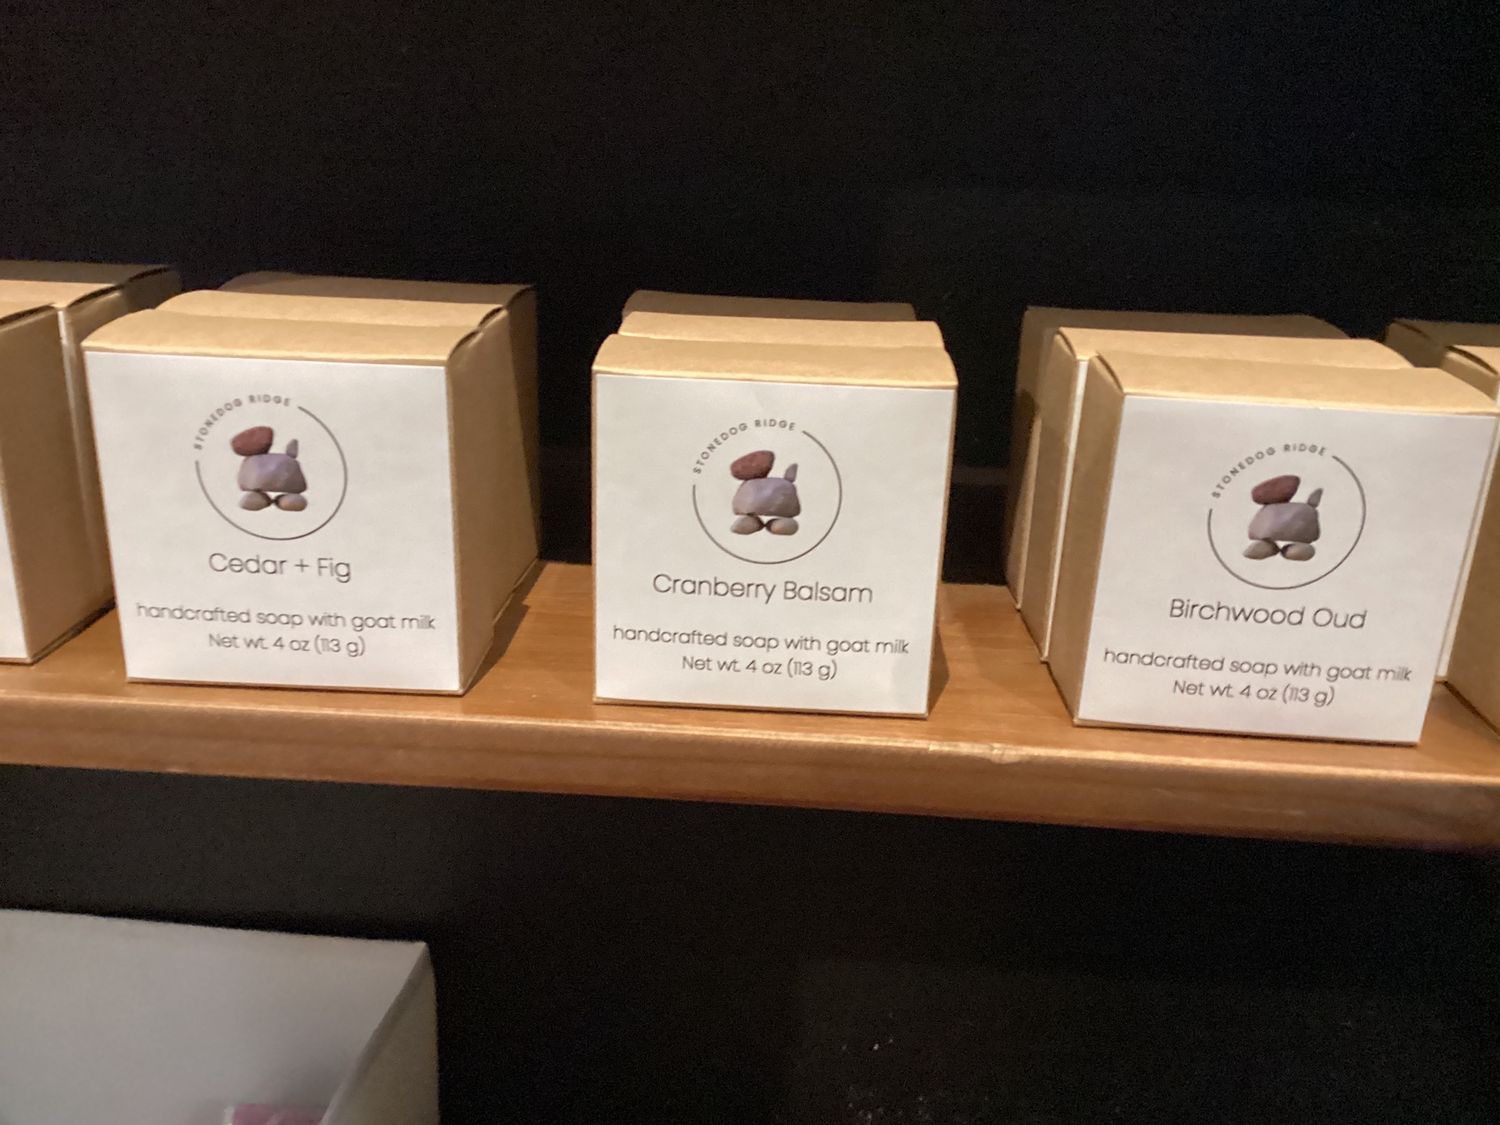 STONEDOG RIDGE
Cedar + Fig
handcrafted soap with goat milk
Net wt. 4 oz (113 g)
STONEDOG RIDGE
Cranberry Balsam
handcrafted soap with goat milk
Net wt. 4 oz (113 g)
STONEDOG RIDGE
Birchwood Oud
handcrafted soap with goat milk
Net wt. 4 oz (113 g)